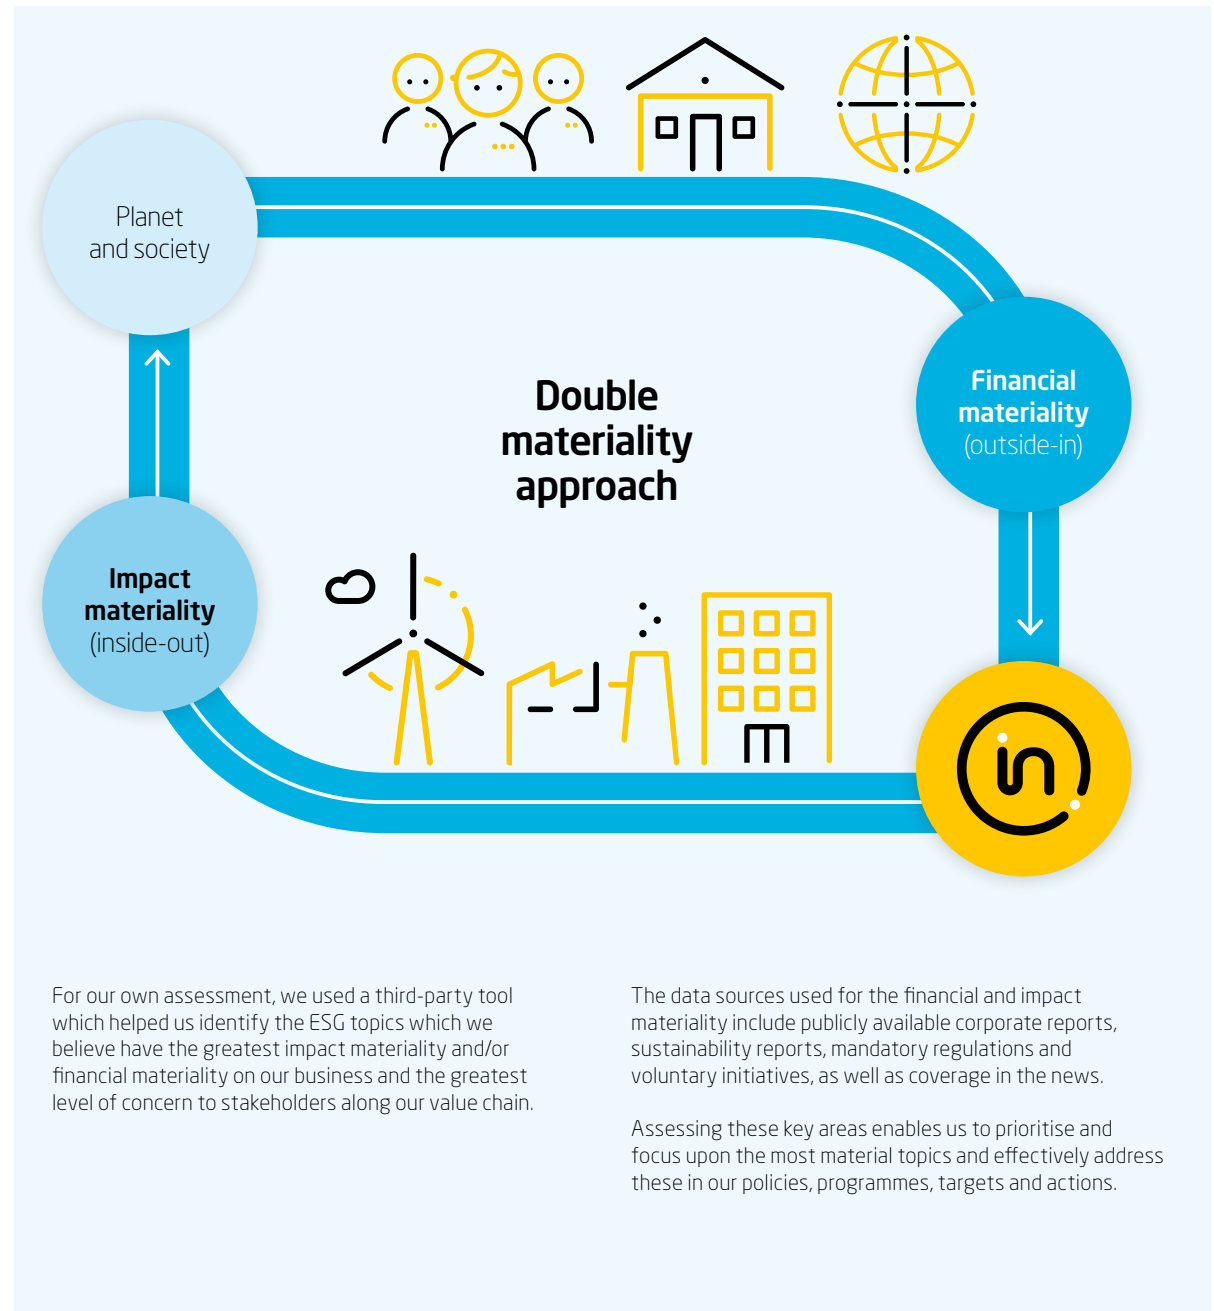 Planet
and society
Financial
materiality
(outside-in)
Double
materiality
approach
Impact
materiality
(inside-out)
in
For our own assessment, we used a third-party tool
which helped us identify the ESG topics which we
believe have the greatest impact materiality and/or
financial materiality on our business and the greatest
level of concern to stakeholders along our value chain.
The data sources used for the financial and impact
materiality include publicly available corporate reports,
sustainability reports, mandatory regulations and
voluntary initiatives, as well as coverage in the news.
Assessing these key areas enables us to prioritise and
focus upon the most material topics and effectively address
these in our policies, programmes, targets and actions.